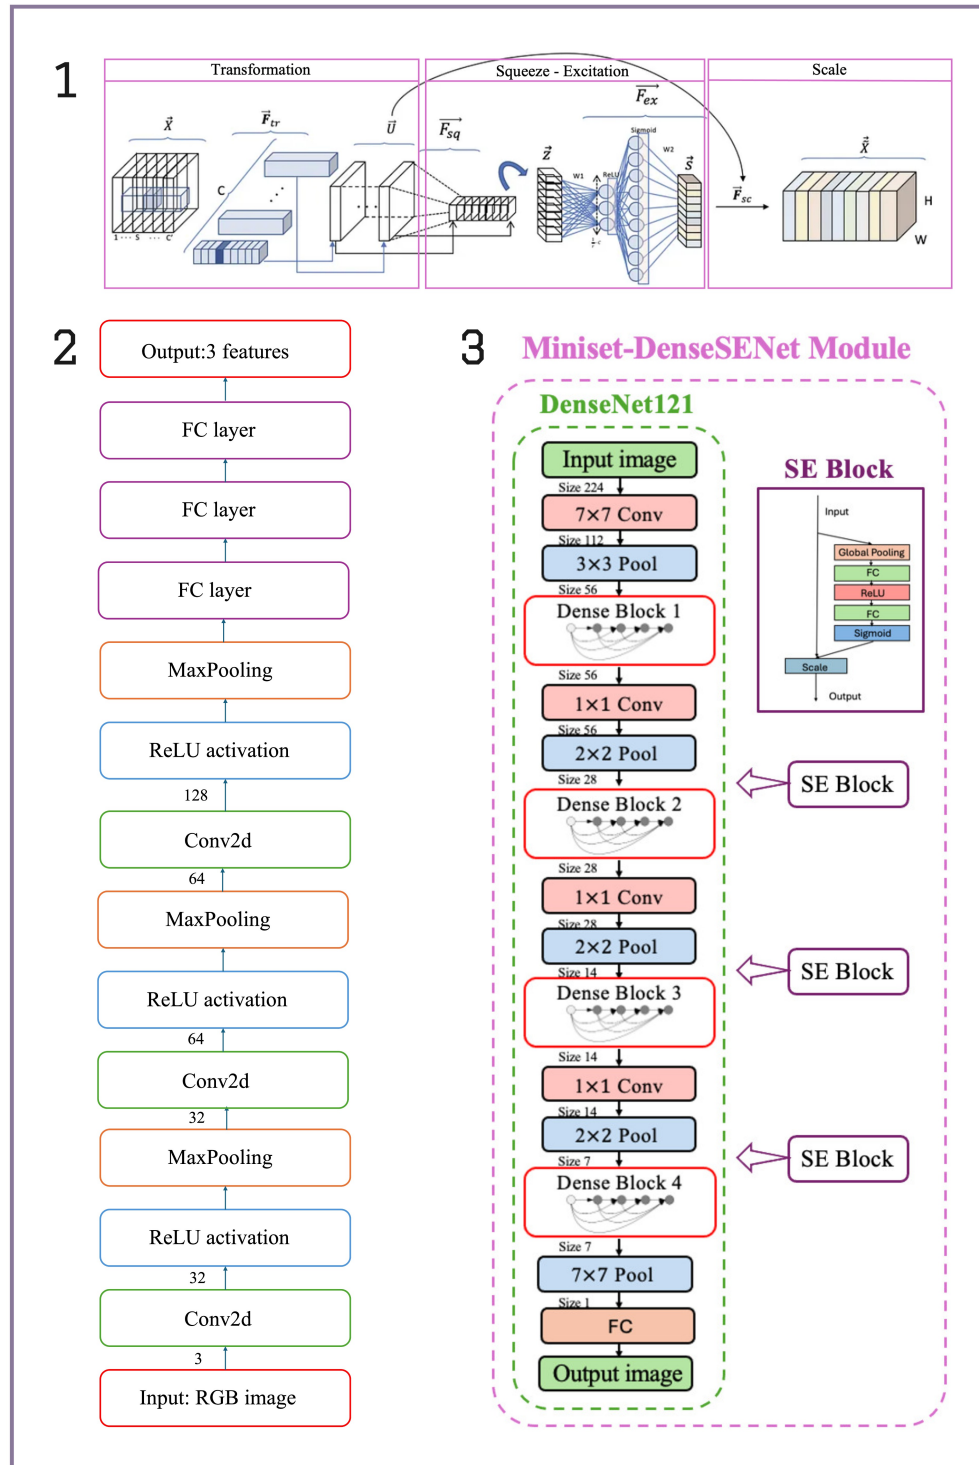 1
Transformation
Squeeze - Excitation
Scale
X⃗
F⃗tr
U⃗
Fsq
Fex
Z⃗
W1
ReLU
Sigmoid
W2
S⃗
F⃗sc
C
1 ... S ... C'
H
W
2
Output:3 features
FC layer
FC layer
FC layer
MaxPooling
ReLU activation
128
Conv2d
64
MaxPooling
ReLU activation
64
Conv2d
32
MaxPooling
ReLU activation
32
Conv2d
3
Input: RGB image
3
Miniset-DenseSENet Module
DenseNet121
Input image
Size 224
7×7 Conv
Size 112
3×3 Pool
Size 56
Dense Block 1
Size 56
1×1 Conv
Size 56
2×2 Pool
Size 28
Dense Block 2
Size 28
1×1 Conv
Size 28
2×2 Pool
Size 14
Dense Block 3
Size 14
1×1 Conv
Size 14
2×2 Pool
Size 7
Dense Block 4
Size 7
7×7 Pool
Size 1
FC
Output image
SE Block
Input
Global Pooling
FC
ReLU
FC
Sigmoid
Scale
Output
SE Block
SE Block
SE Block